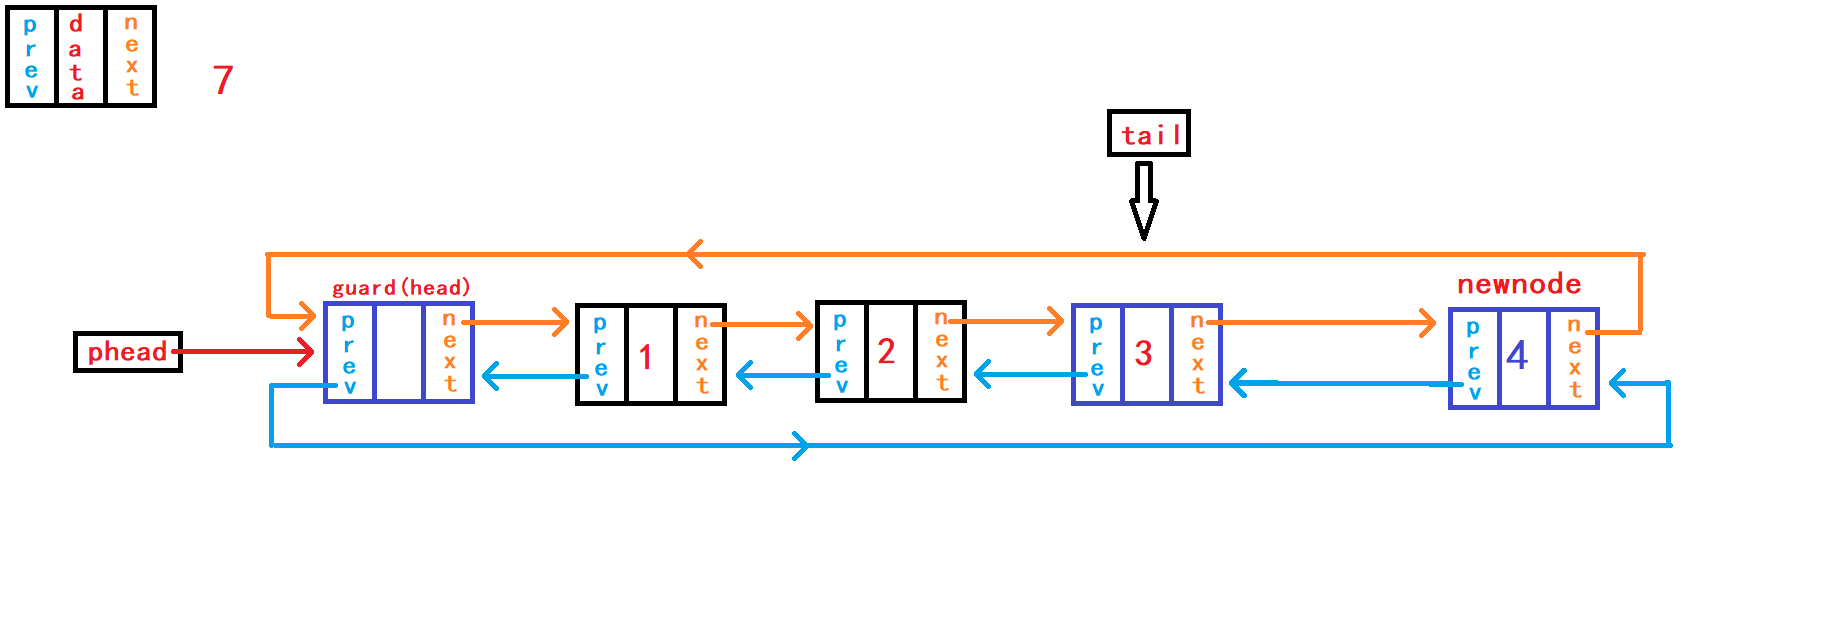 prev data next
7
tail
guard(head)
newnode
phead
prev next
prev 1 next
prev 2 next
prev 3 next
prev 4 next